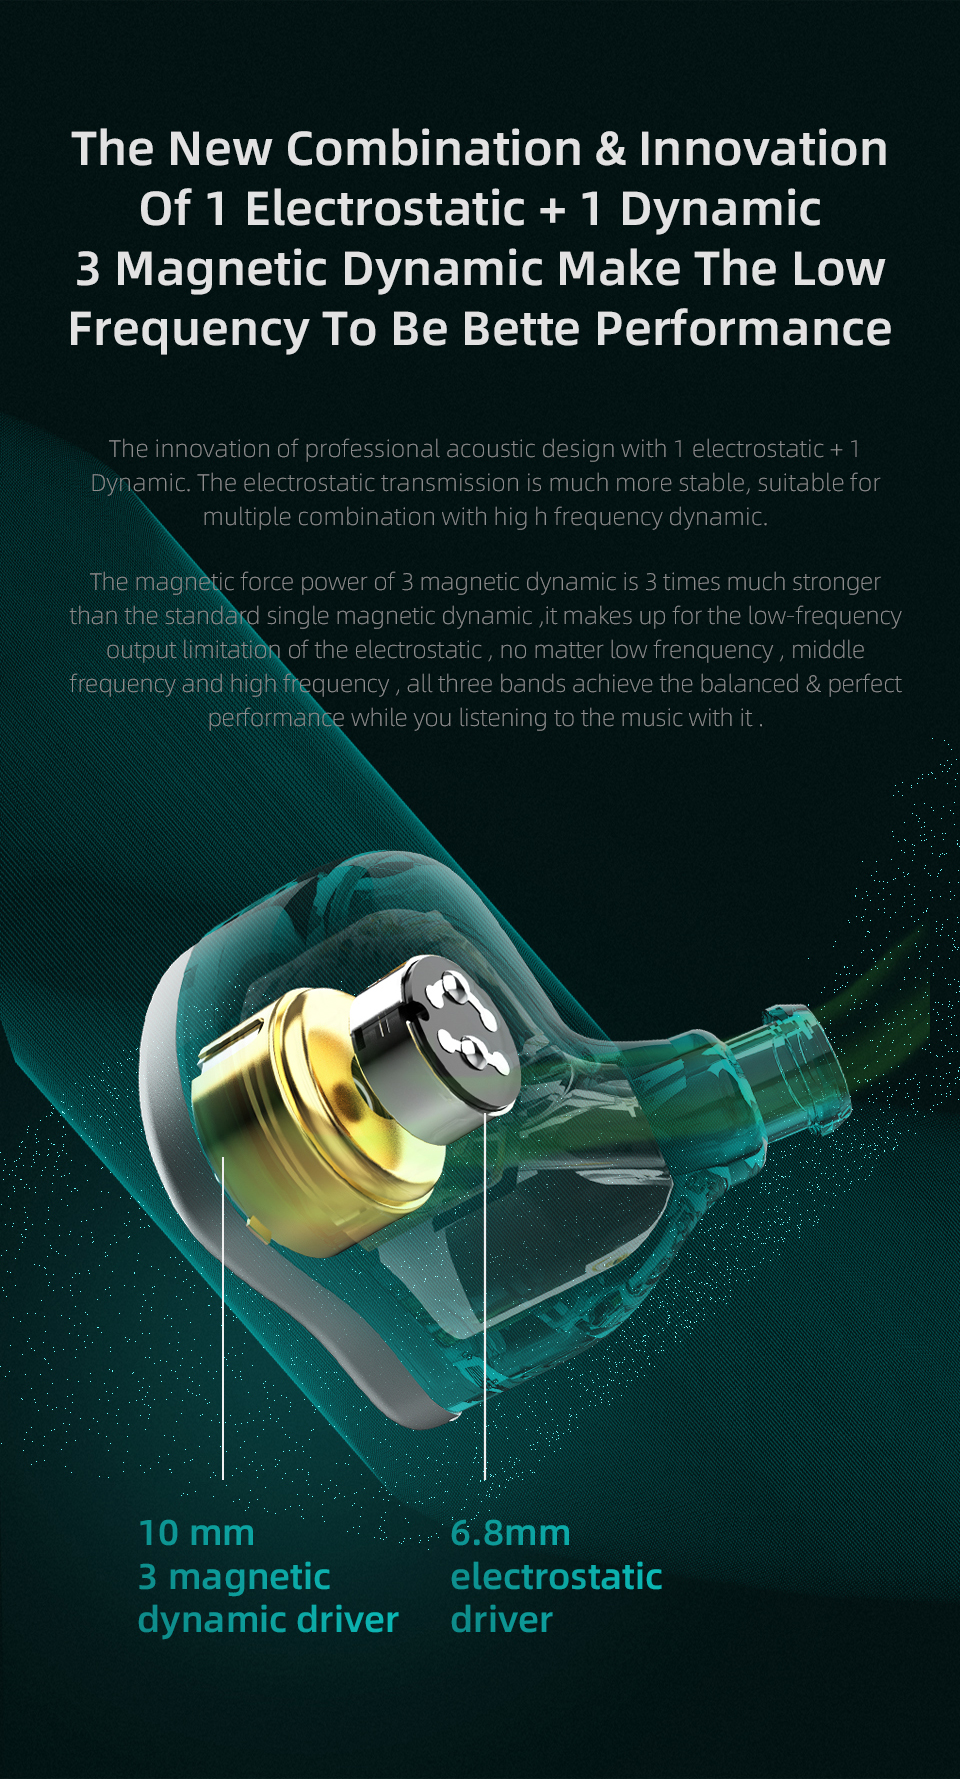 The New Combination & Innovation
Of 1 Electrostatic + 1 Dynamic
3 Magnetic Dynamic Make The Low
Frequency To Be Bette Performance
The innovation of professional acoustic design with 1 electrostatic + 1
Dynamic. The electrostatic transmission is much more stable, suitable for
multiple combination with hig h frequency dynamic.
The magnetic force power of 3 magnetic dynamic is 3 times much stronger
than the standard single magnetic dynamic ,it makes up for the low-frequency
output limitation of the electrostatic , no matter low frenquency , middle
frequency and high frequency , all three bands achieve the balanced & perfect
performance while you listening to the music with it .
10 mm
3 magnetic
dynamic driver
6.8mm
electrostatic
driver